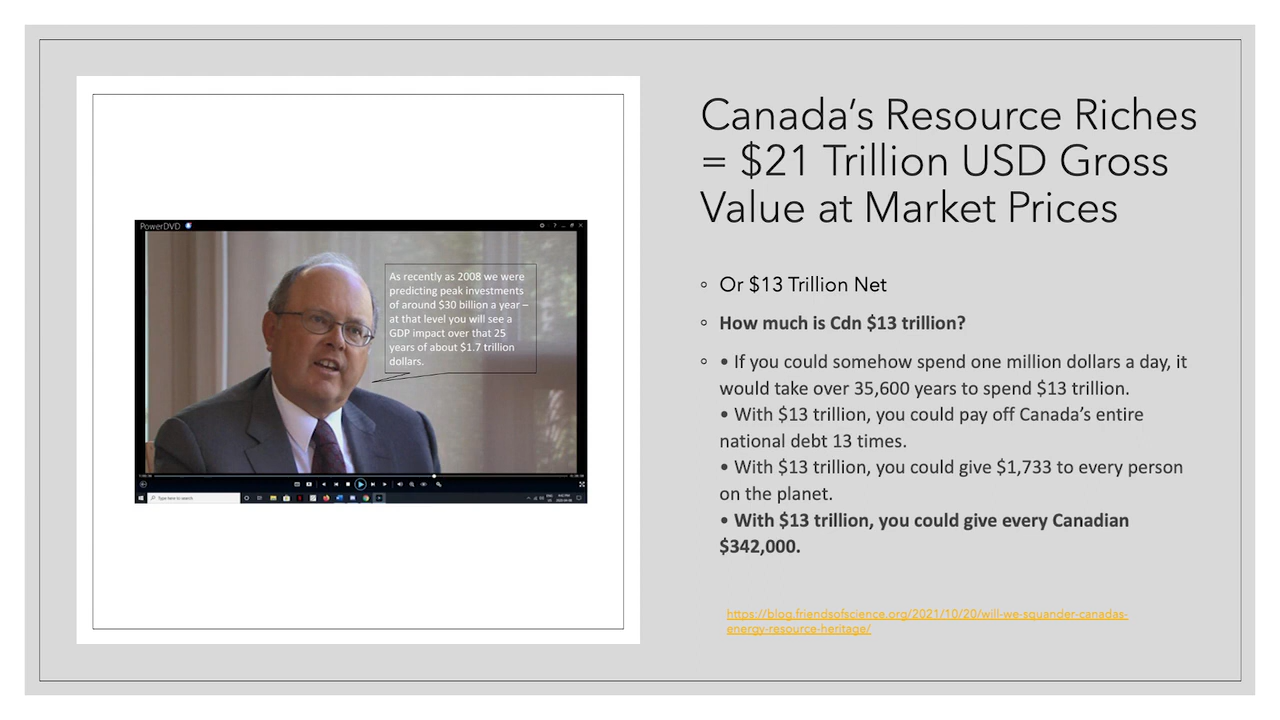 Canada's Resource Riches
= $21 Trillion USD Gross
Value at Market Prices
PowerDVD
As recently as 2008 we were
predicting peak investments
of around $30 billion a year –
at that level you will see a
GDP impact over that 25
years of about $1.7 trillion
dollars.
Type here to search
◦ Or $13 Trillion Net
◦ How much is Cdn $13 trillion?
◦ • If you could somehow spend one million dollars a day, it
would take over 35,600 years to spend $13 trillion.
• With $13 trillion, you could pay off Canada's entire
national debt 13 times.
• With $13 trillion, you could give $1,733 to every person
on the planet.
• With $13 trillion, you could give every Canadian
$342,000.
https://blog.friendsofscience.org/2021/10/20/will-we-squander-canadas-
energy-resource-heritage/